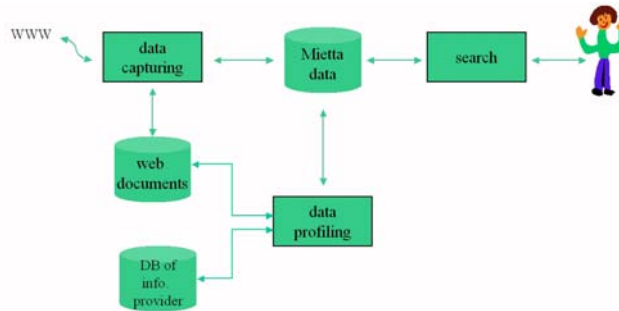 WWW
data
capturing
Mietta
data
search
web
documents
data
profiling
DB of
info.
provider